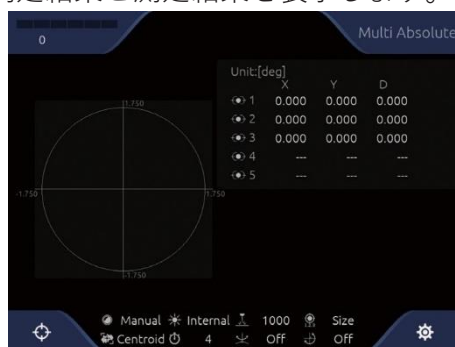 測定結果と測定結果を表示します。
0
Multi Absolute
Unit:[deg]
X Y D
1 0.000 0.000 0.000
2 0.000 0.000 0.000
3 0.000 0.000 0.000
4 --- --- ---
5 --- --- ---
1.750
-1.750 1.750
-1.750
Manual Internal 1000 Size
Centroid 4 Off Off